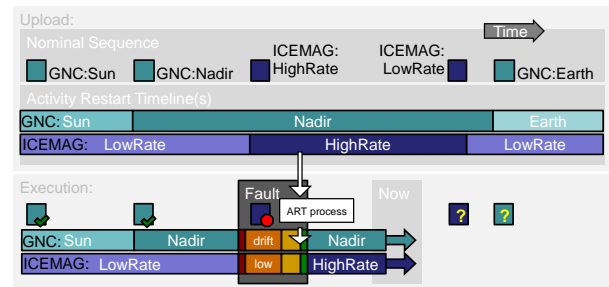 Upload:
Time
Nominal Sequence
GNC:Sun
GNC:Nadir
ICEMAG:
HighRate
ICEMAG:
LowRate
GNC:Earth
Activity Restart Timeline(s)
GNC: Sun Nadir Earth
ICEMAG: LowRate HighRate LowRate
Execution:
Fault
Now
ART process
? ?
GNC: Sun Nadir drift Nadir
ICEMAG: LowRate low HighRate